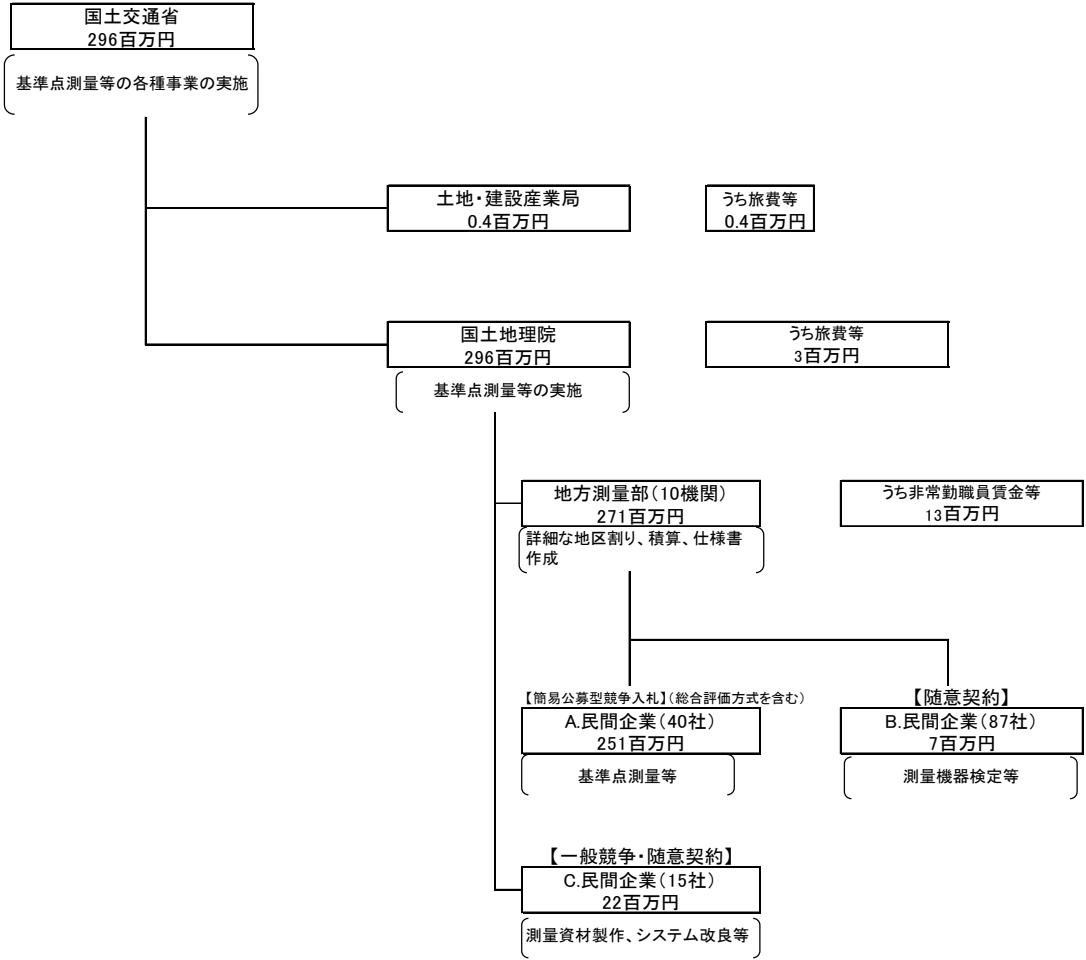 国土交通省
296百万円
基準点測量等の各種事業の実施
土地・建設産業局
0.4百万円
うち旅費等
0.4百万円
国土地理院
296百万円
うち旅費等
3百万円
基準点測量等の実施
地方測量部(10機関)
271百万円
うち非常勤職員賃金等
13百万円
詳細な地区割り、積算、仕様書
作成
【簡易公募型競争入札】(総合評価方式を含む)
A.民間企業(40社)
251百万円
基準点測量等
【随意契約】
B.民間企業(87社)
7百万円
測量機器検定等
【一般競争・随意契約】
C.民間企業(15社)
22百万円
測量資材製作、システム改良等